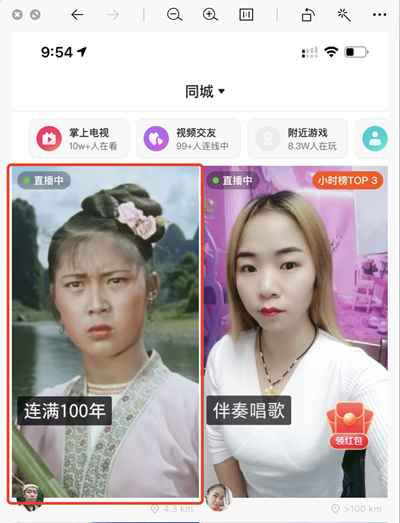 9:54
同城
掌上电视
10w+人在看
视频交友
99+人连线中
附近游戏
8.3W人在玩
直播中
直播中
小时榜TOP 3
连满100年
伴奏唱歌
领红包
4.3 km
>100 km